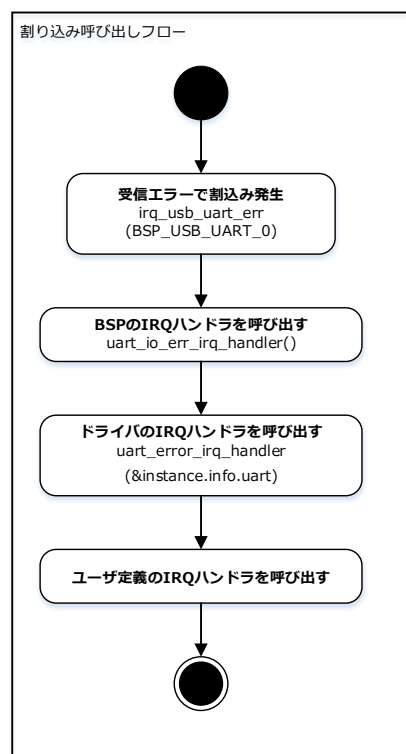 割り込み呼び出しフロー
受信エラーで割込み発生
irq_usb_uart_err
(BSP_USB_UART_0)
BSPのIRQハンドラを呼び出す
uart_io_err_irq_handler()
ドライバのIRQハンドラを呼び出す
uart_error_irq_handler
(&instance.info.uart)
ユーザ定義のIRQハンドラを呼び出す